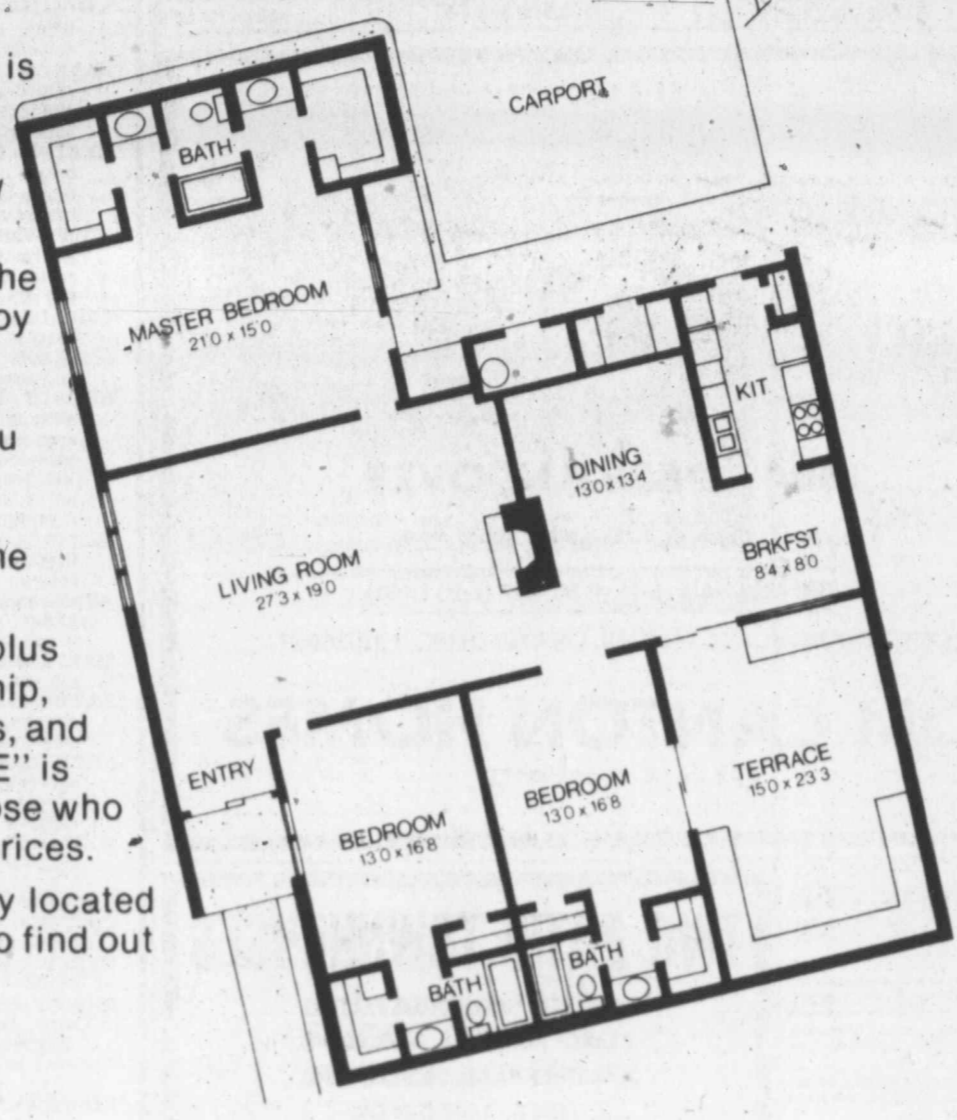 is
y
he
by
u
ne
plus
hip,
s, and
E" is
ose who
rices.
y located
o find out
CARPORT
BATH
MASTER BEDROOM
21'0 x 15'0
KIT.
DINING
13'0 x 13'4
BRKFST
8'4 x 8'0
LIVING ROOM
27'3 x 19'0
ENTRY
BEDROOM
13'0 x 16'8
BEDROOM
13'0 x 16'8
TERRACE
15'0 x 23'3
BATH
BATH